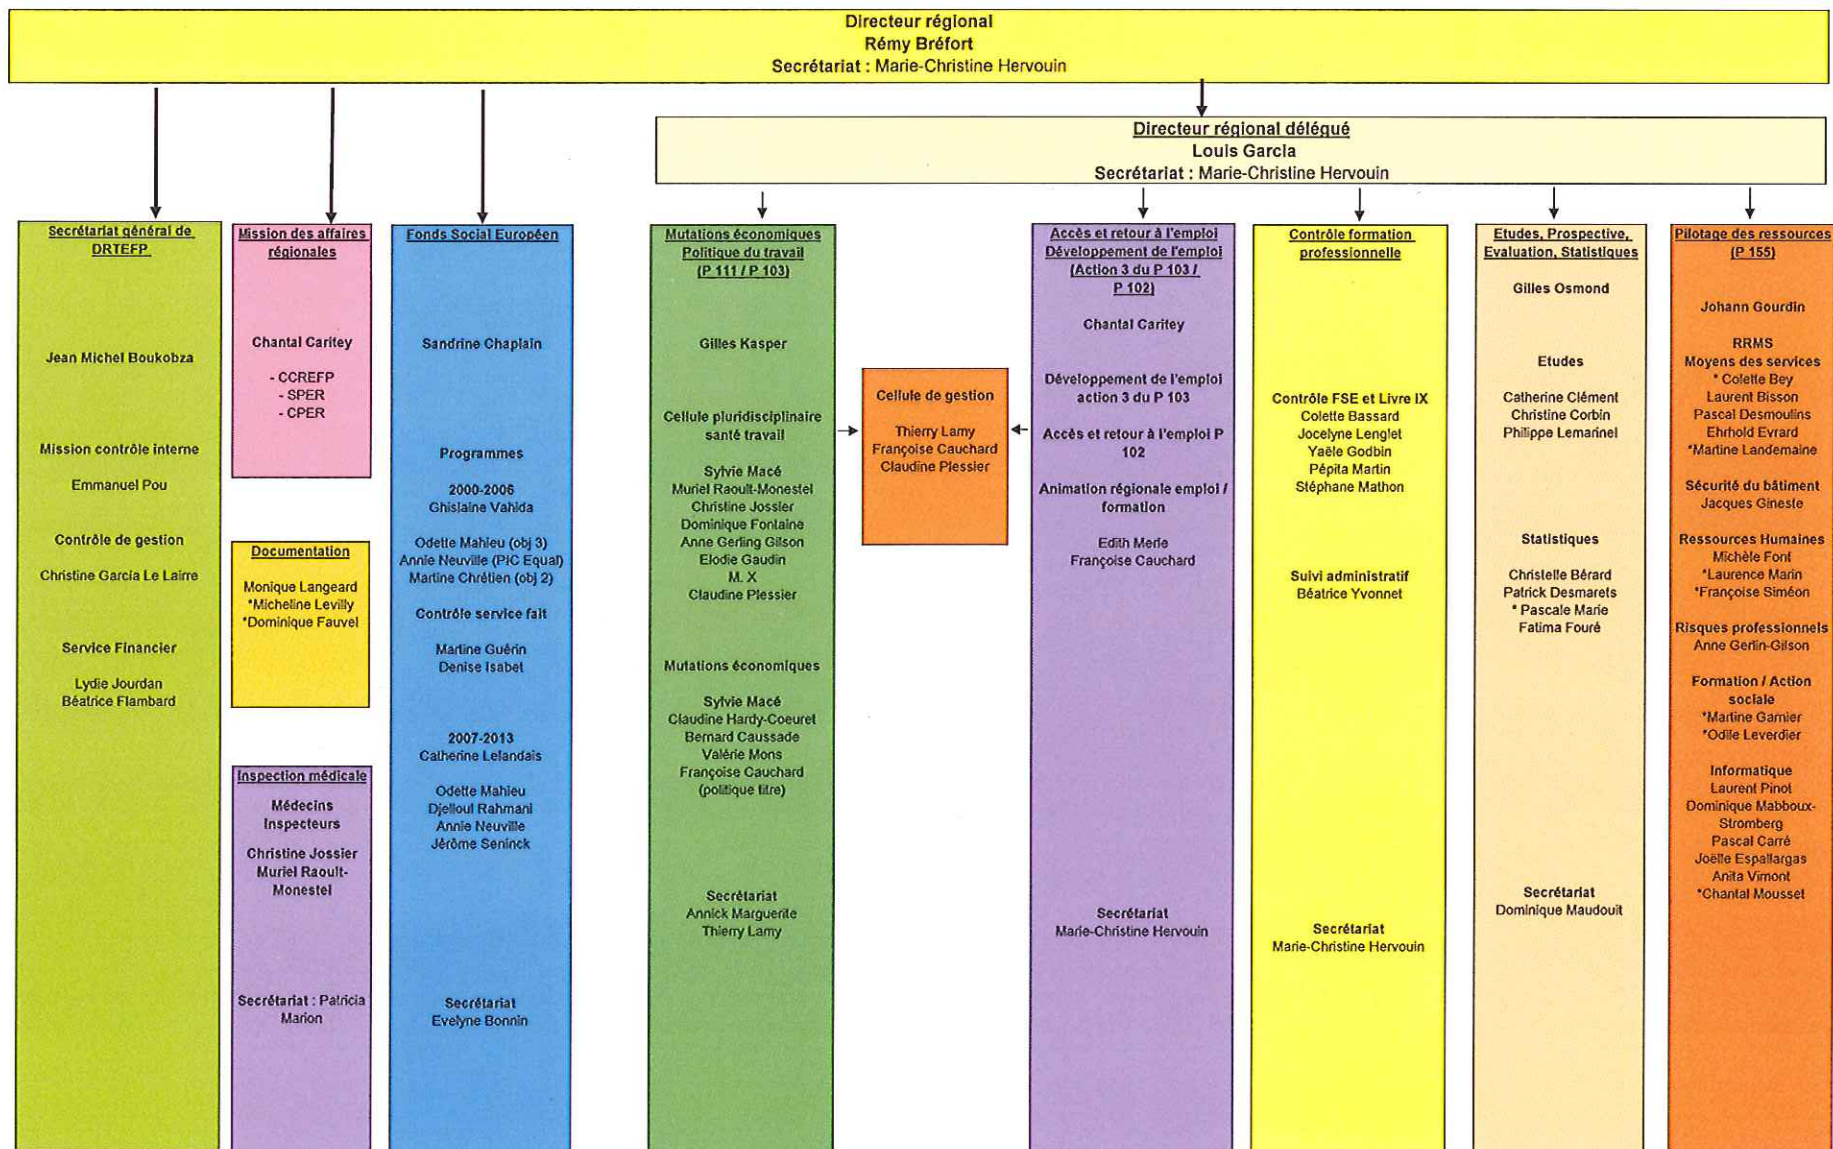 Directeur régional
Rémy Bréfort
Secrétariat : Marie-Christine Hervouin
Directeur régional délégué
Louis Garcia
Secrétariat : Marie-Christine Hervouin
Secrétariat général de
DRTEFP
Jean Michel Boukobza
Mission contrôle interne
Emmanuel Pou
Contrôle de gestion
Christine Garcia Le Lairre
Service Financier
Lydie Jourdan
Béatrice Flambard
Mission des affaires
régionales
Chantal Caritey
- CCREFP
- SPER
- CPER
Documentation
Monique Langeard
*Micheline Levilly
*Dominique Fauvel
Inspection médicale
Médecins
Inspecteurs
Christine Jossier
Muriel Raoult-
Monestel
Secrétariat : Patricia
Marion
Fonds Social Européen
Sandrine Chaplain
Programmes
2000-2006
Ghislaine Vahida
Odette Mahieu (obj 3)
Annie Neuville (PIC Equal)
Martine Chrétien (obj 2)
Contrôle service fait
Martine Guérin
Denise Isabet
2007-2013
Catherine Lelandais
Odette Mahieu
Djelloul Rahmani
Annie Neuville
Jérôme Seninck
Secrétariat
Evelyne Bonnin
Mutations économiques
Politique du travail
(P 111 / P 103)
Gilles Kasper
Cellule pluridisciplinaire
santé travail
Sylvie Macé
Muriel Raoult-Monestel
Christine Jossier
Dominique Fontaine
Anne Gerling Gilson
Elodie Gaudin
M. X
Claudine Plessier
Mutations économiques
Sylvie Macé
Claudine Hardy-Coeuret
Bernard Caussade
Valérie Mons
Françoise Cauchard
(politique titre)
Secrétariat
Annick Marguerite
Thierry Lamy
Cellule de gestion
Thierry Lamy
Françoise Cauchard
Claudine Plessier
Accès et retour à l'emploi
Développement de l'emploi
(Action 3 du P 103 /
P 102)
Chantal Caritey
Développement de l'emploi
action 3 du P 103
Accès et retour à l'emploi P
102
Animation régionale emploi /
formation
Edith Merle
Françoise Cauchard
Secrétariat
Marie-Christine Hervouin
Contrôle formation
professionnelle
Contrôle FSE et Livre IX
Colette Bassard
Jocelyne Lenglet
Yaële Godbin
Pépita Martin
Stéphane Mathon
Suivi administratif
Béatrice Yvonnet
Secrétariat
Marie-Christine Hervouin
Etudes, Prospective,
Evaluation, Statistiques
Gilles Osmond
Etudes
Catherine Clément
Christine Corbin
Philippe Lemarinel
Statistiques
Christelle Bérard
Patrick Desmarets
* Pascale Marie
Fatima Fouré
Secrétariat
Dominique Maudouit
Pilotage des ressources
(P 155)
Johann Gourdin
RRMS
Moyens des services
* Colette Bey
Laurent Bisson
Pascal Desmoulins
Ehrhold Evrard
*Martine Landemaine
Sécurité du bâtiment
Jacques Gineste
Ressources Humaines
Michèle Font
*Laurence Marin
*Françoise Siméon
Risques professionnels
Anne Gerlin-Gilson
Formation / Action
sociale
*Martine Garnier
*Odile Leverdier
Informatique
Laurent Pinot
Dominique Mabboux-
Stromberg
Pascal Carré
Joëlle Espallargas
Anita Vimont
*Chantal Mousset